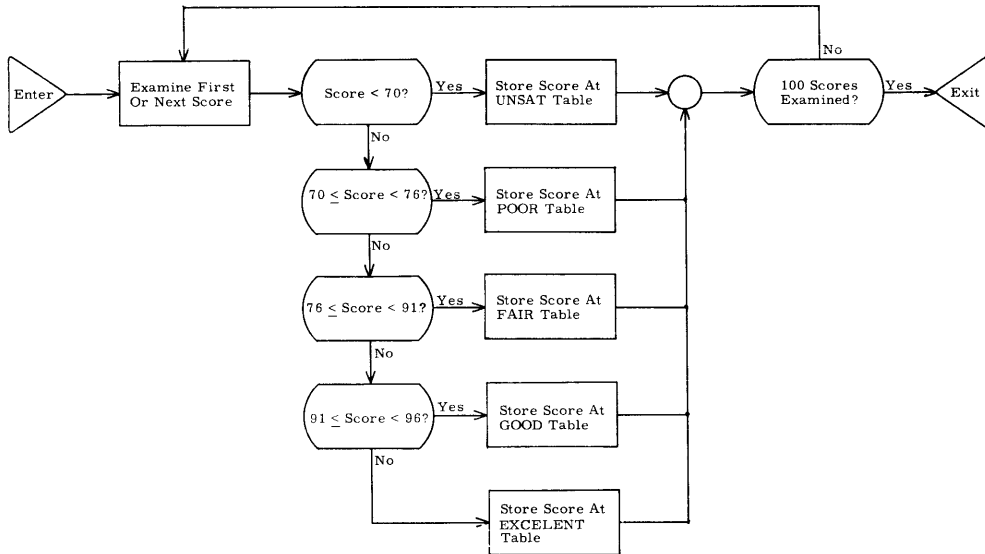 No
Enter
Examine First
Or Next Score
Score < 70?
Yes
Store Score At
UNSAT Table
100 Scores
Examined?
Yes
Exit
No
70 ≤ Score < 76?
Yes
Store Score At
POOR Table
No
76 ≤ Score < 91?
Yes
Store Score At
FAIR Table
No
91 ≤ Score < 96?
Yes
Store Score At
GOOD Table
No
Store Score At
EXCELENT
Table